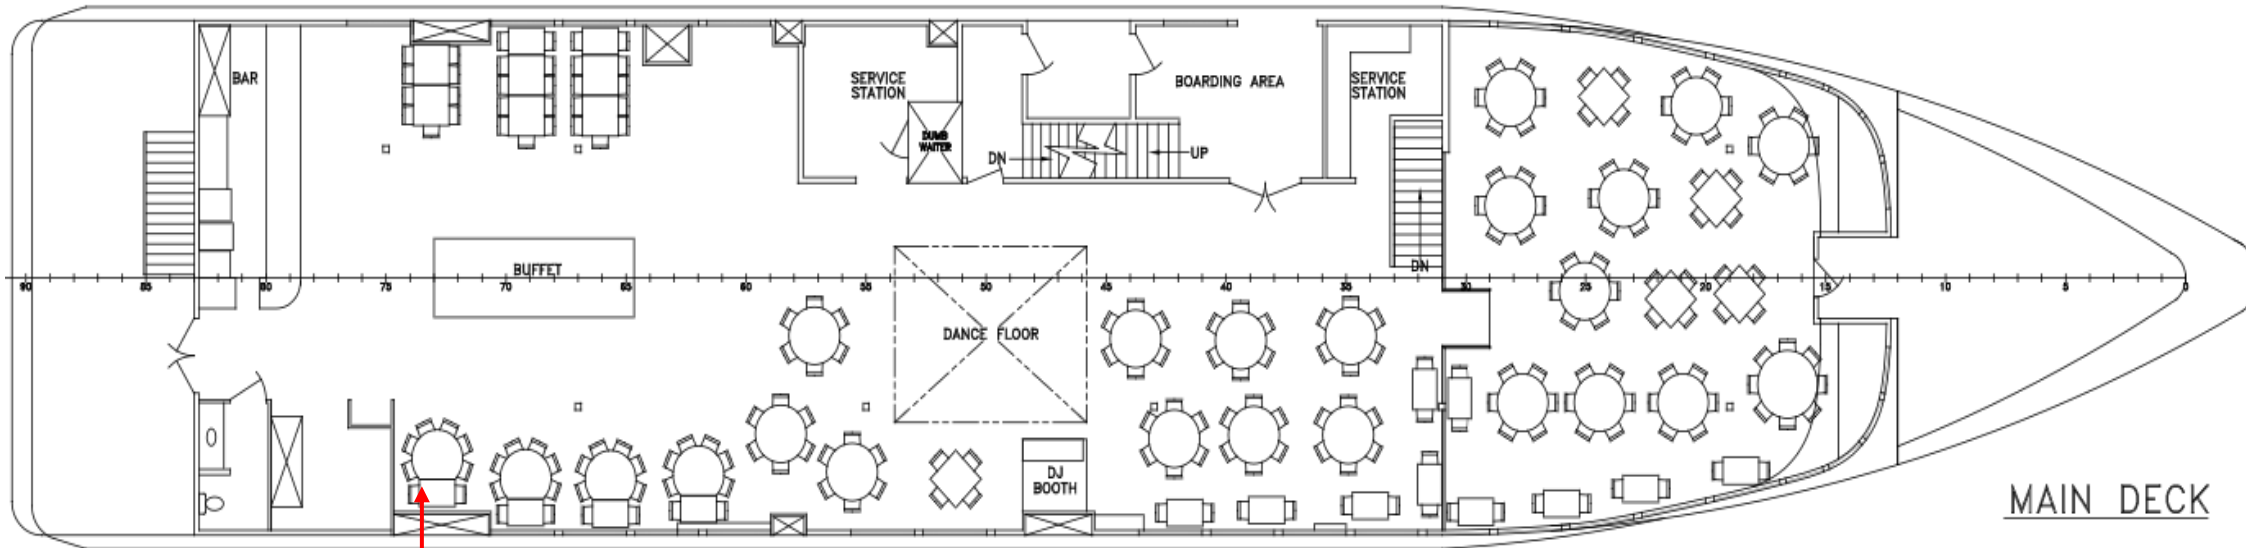 BAR
SERVICE
STATION
DUMB
WAITER
BOARDING AREA
SERVICE
STATION
DN
UP
BUFFET
DN
90 85 75 70 65 60 55 50 45 40 35 30 25 20 15 10 5 0
DANCE FLOOR
DJ
BOOTH
MAIN DECK